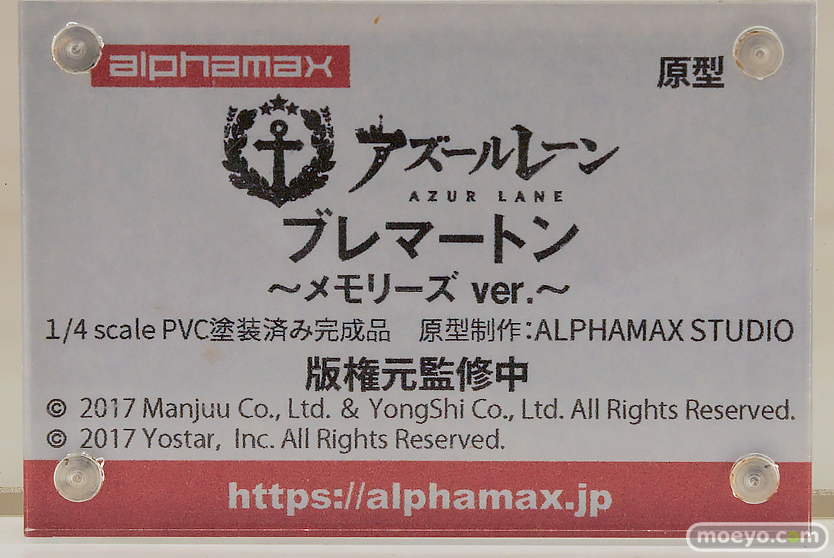 alphamax
原型
アズールレーン
AZUR LANE
ブレマートン
～メモリーズ ver.～
1/4 scale PVC塗装済み完成品 原型制作：ALPHAMAX STUDIO
版権元監修中
© 2017 Manjuu Co., Ltd. & YongShi Co., Ltd. All Rights Reserved.
© 2017 Yostar, Inc. All Rights Reserved.
https://alphamax.jp
moeyo.com